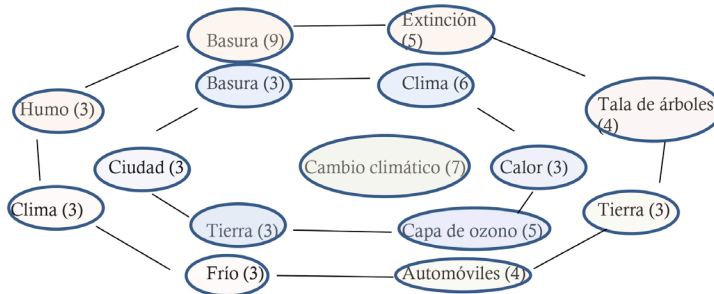 Basura (9)
Extinción
(5)
Basura (3)
Clima (6
Humo (3)
Tala de árboles
(4)
Ciudad (3
Cambio climático (7)
Calor (3)
Clima (3)
Tierra (3)
Capa de ozono (5)
Tierra (3)
Frío (3)
Automóviles (4)